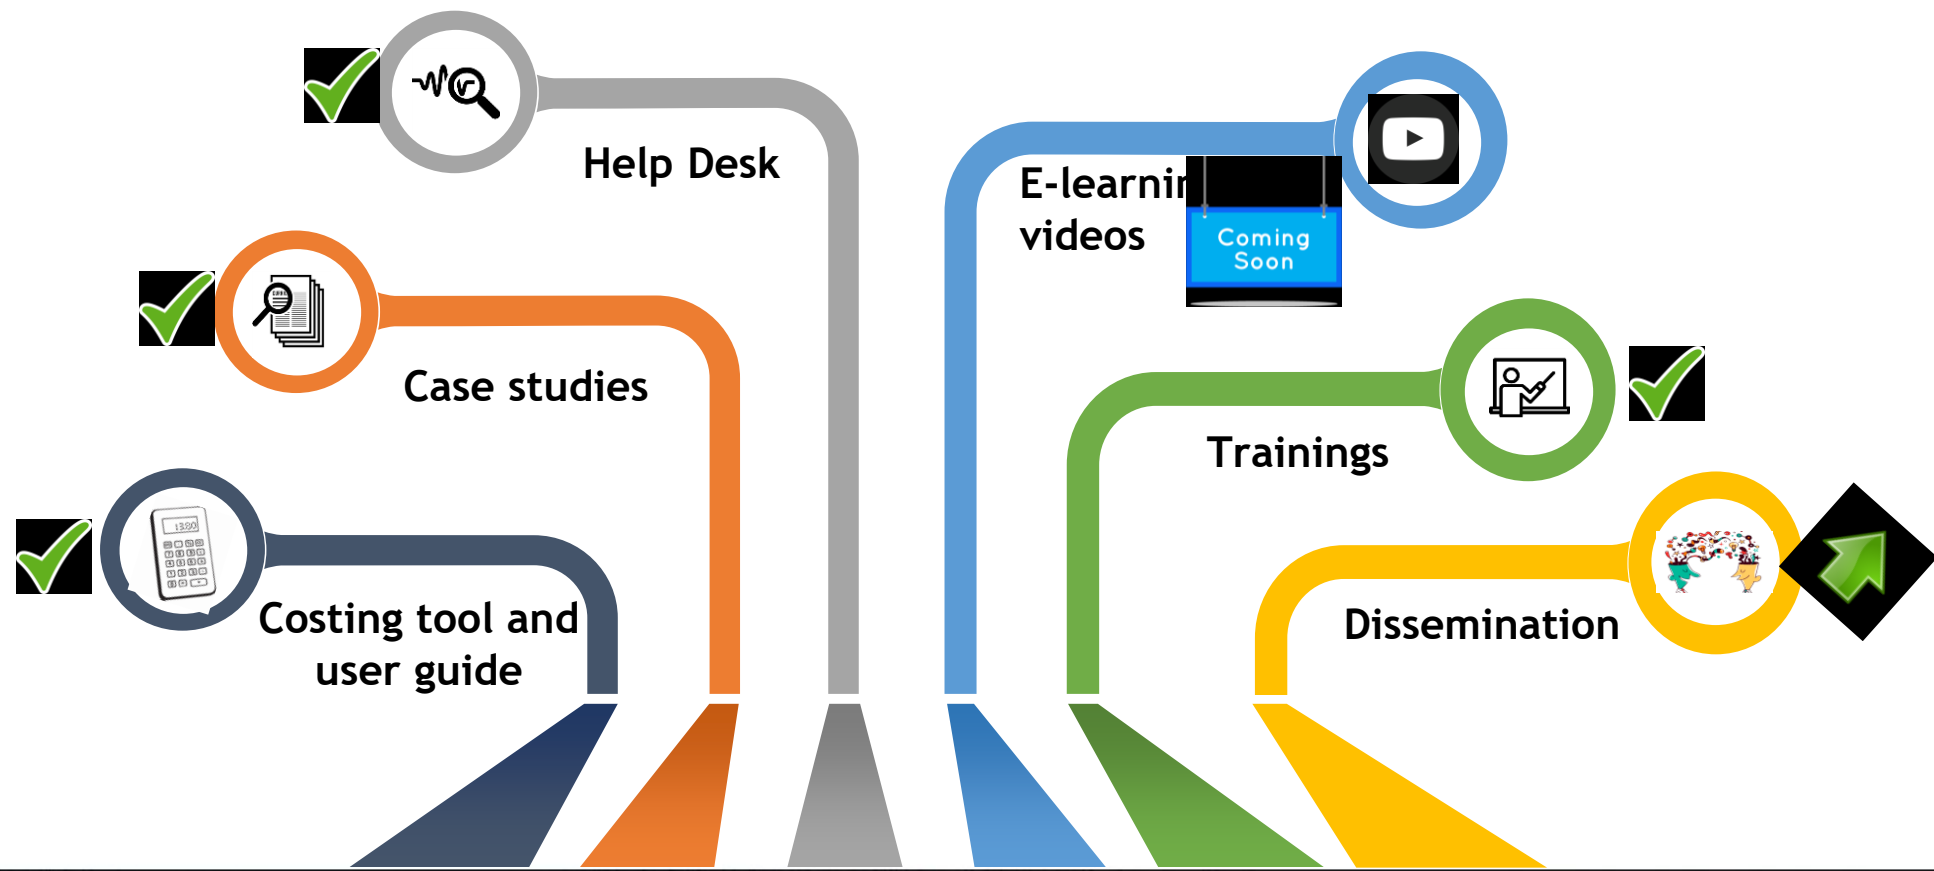 Help Desk
E-learnin
videos
Coming
Soon
Case studies
Trainings
Costing tool and
user guide
Dissemination